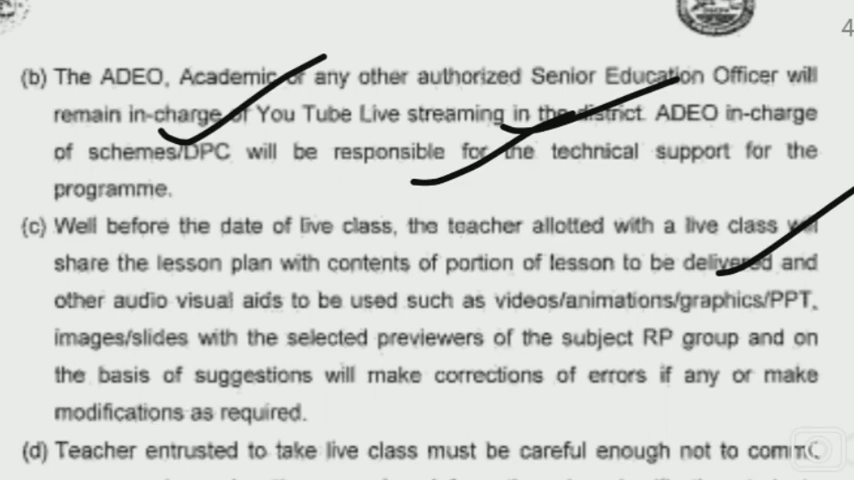 4
(b) The ADEO, Academic or any other authorized Senior Education Officer will
remain in-charge of You Tube Live streaming in the district. ADEO in-charge
of schemes/DPC will be responsible for the technical support for the
programme.
(c) Well before the date of live class, the teacher allotted with a live class will
share the lesson plan with contents of portion of lesson to be delivered and
other audio visual aids to be used such as videos/animations/graphics/PPT,
images/slides with the selected previewers of the subject RP group and on
the basis of suggestions will make corrections of errors if any or make
modifications as required.
(d) Teacher entrusted to take live class must be careful enough not to commit